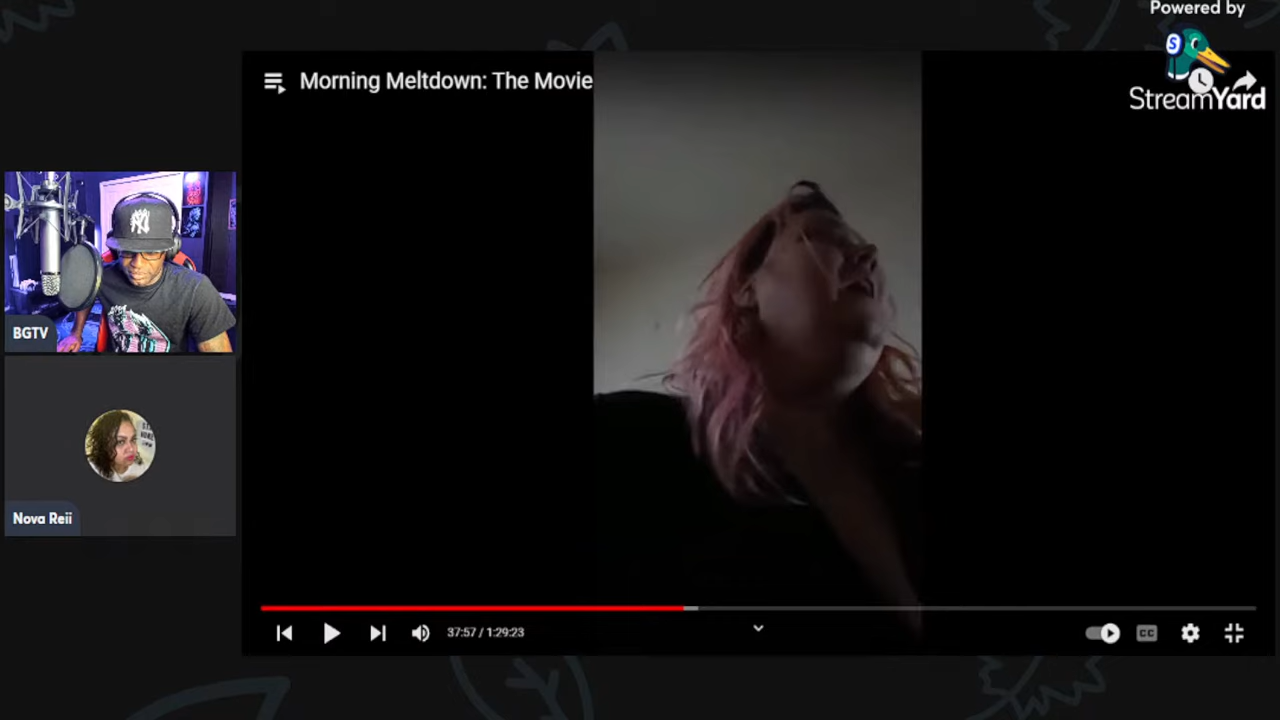 Powered by
StreamYard
Morning Meltdown: The Movie
BGTV
Nova Reii
37:57 / 1:29:23
CC